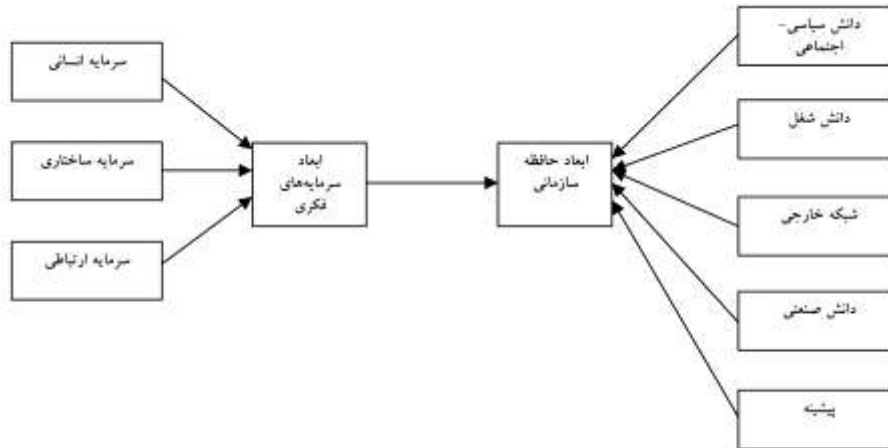 دانش سیاسی-
اجتماعی
سرمایه انسانی
دانش شغل
سرمایه ساختاری
ابعاد
سرمایه‌های
فکری
ابعاد حافظه
سازمانی
شبکه خارجی
سرمایه ارتباطی
دانش صنعتی
پیشینه